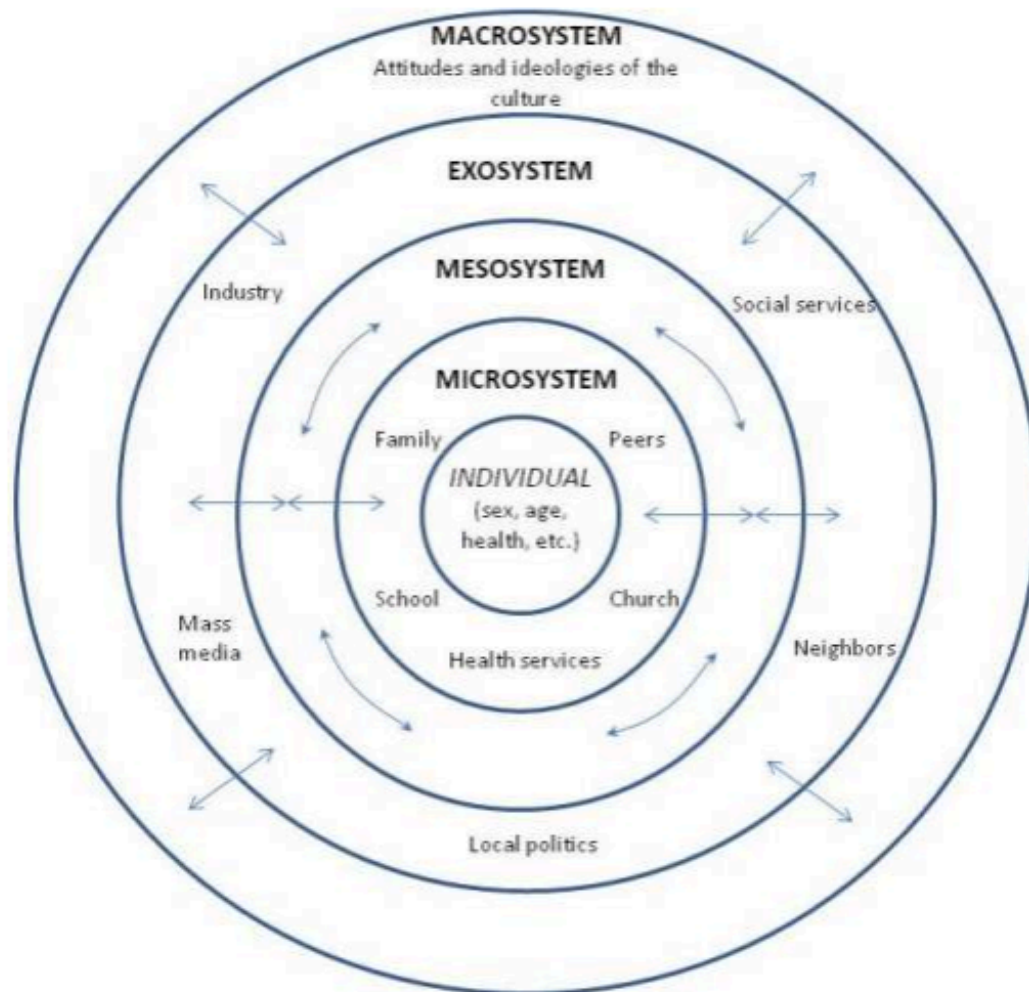 MACROSYSTEM
Attitudes and ideologies of the
culture
EXOSYSTEM
MESOSYSTEM
Industry
Social services
MICROSYSTEM
Family
Peers
INDIVIDUAL
(sex, age,
health, etc.)
School
Church
Mass
media
Neighbors
Health services
Local politics